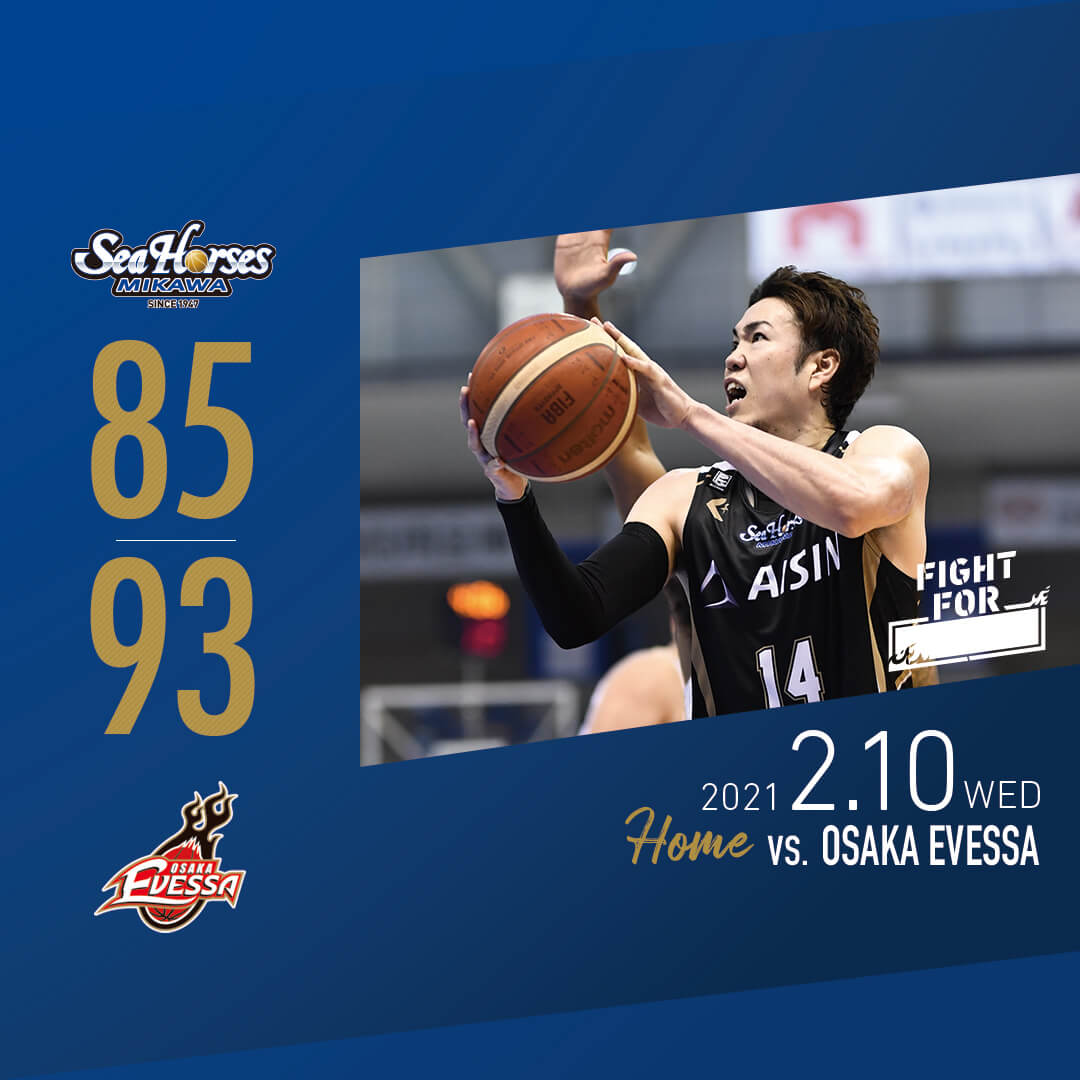 SeaHorses
MIKAWA
SINCE 1947
85
93
OSAKA
EVESSA
FIBA
molten
SeaHorses
AISIN
14
FIGHT
FOR
2021 2.10 WED
Home vs. OSAKA EVESSA